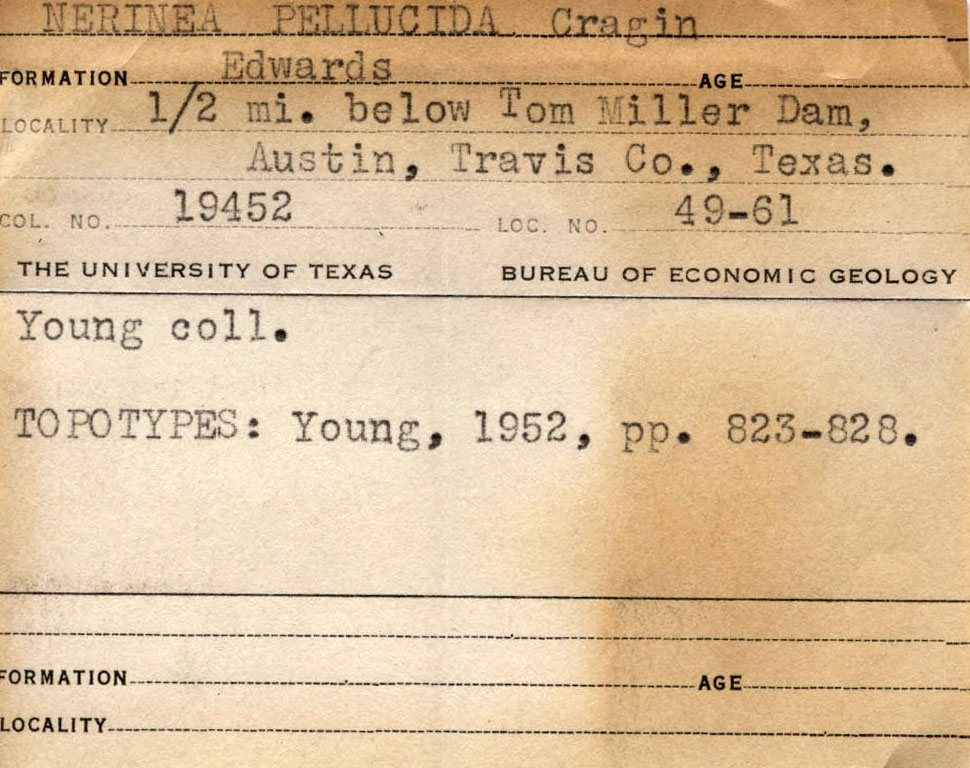 NERINEA PELLUCIDA Cragin
FORMATION Edwards AGE
LOCALITY 1/2 mi. below Tom Miller Dam,
Austin, Travis Co., Texas.
COL. NO. 19452 LOC. NO. 49-61
THE UNIVERSITY OF TEXAS BUREAU OF ECONOMIC GEOLOGY
Young coll.
TOPOTYPES: Young, 1952, pp. 823-828.
FORMATION AGE
LOCALITY